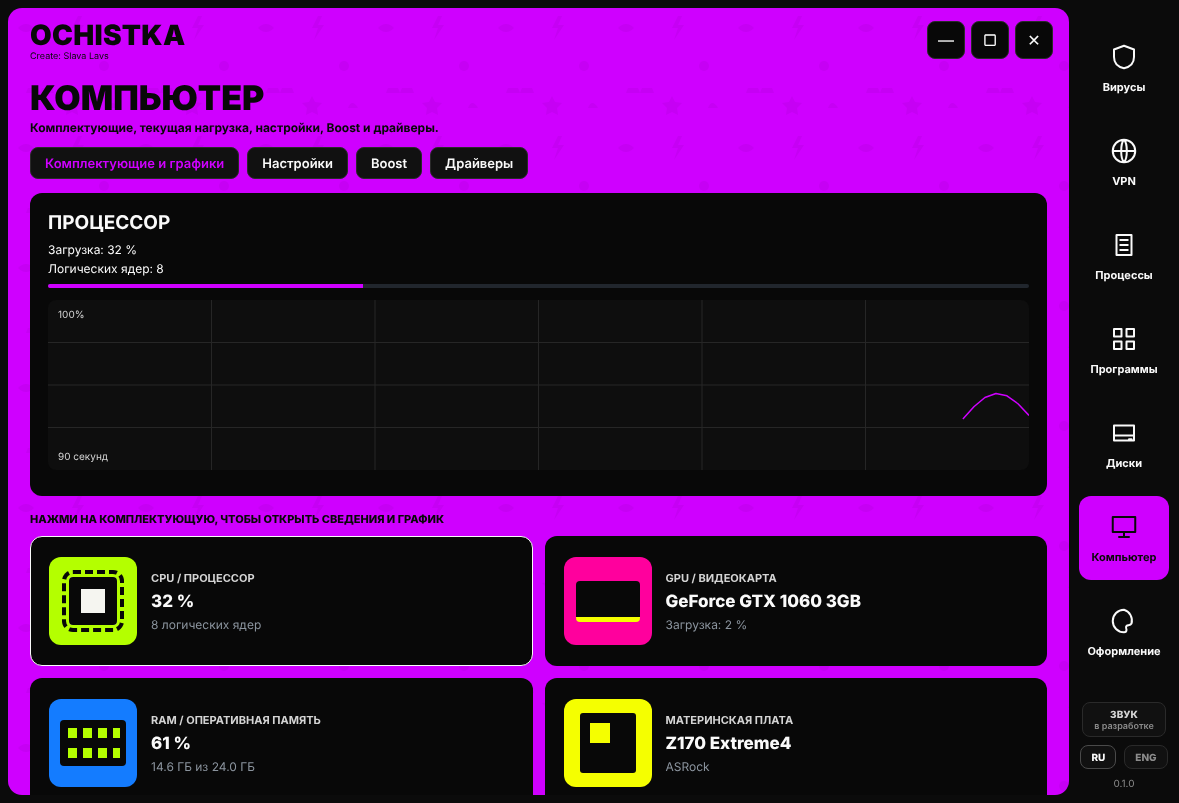 OCHISTKA
Create: Slava Lavs
КОМПЬЮТЕР
Комплектующие, текущая нагрузка, настройки, Boost и драйверы.
Комплектующие и графики
Настройки
Boost
Драйверы
ПРОЦЕССОР
Загрузка: 32 %
Логических ядер: 8
100%
90 секунд
НАЖМИ НА КОМПЛЕКТУЮЩУЮ, ЧТОБЫ ОТКРЫТЬ СВЕДЕНИЯ И ГРАФИК
CPU / ПРОЦЕССОР
32 %
8 логических ядер
GPU / ВИДЕОКАРТА
GeForce GTX 1060 3GB
Загрузка: 2 %
RAM / ОПЕРАТИВНАЯ ПАМЯТЬ
61 %
14.6 ГБ из 24.0 ГБ
МАТЕРИНСКАЯ ПЛАТА
Z170 Extreme4
ASRock
Вирусы
VPN
Процессы
Программы
Диски
Компьютер
Оформление
ЗВУК
в разработке
RU
ENG
0.1.0